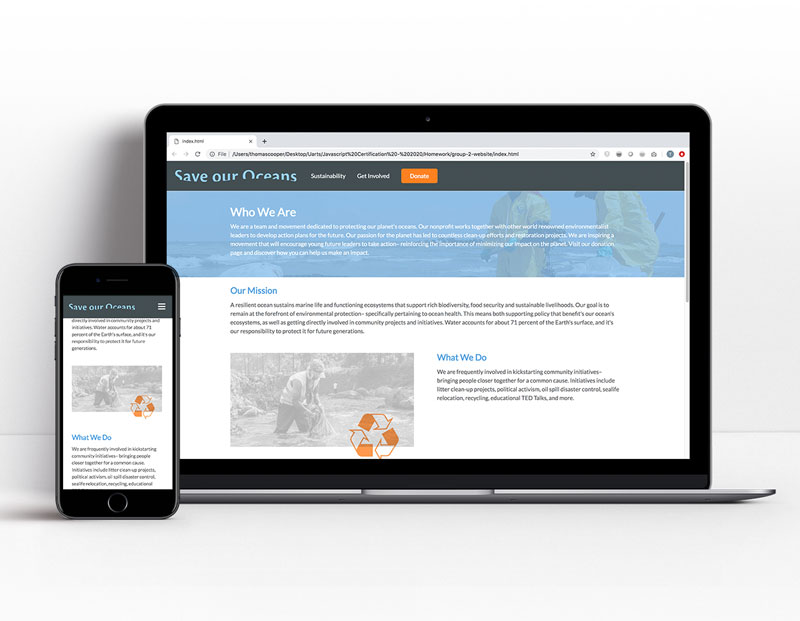 index.html
File /Users/thomascooper/Desktop/Uarts/Javascript%20Certification%20-%202020/Homework/group-2-website/index.html
Save our Oceans Sustainability Get Involved Donate
Who We Are
We are a team and movement dedicated to protecting our planet's oceans. Our nonprofit works together with other world renowned environmentalist
leaders to develop action plans for the future. Our passion for the planet has led to countless clean-up efforts and restoration projects. We are inspiring a
movement that will encourage young future leaders to take action– reinforcing the importance of minimizing our impact on the planet. Visit our donation
page and discover how you can help us make an impact.
Our Mission
A resilient ocean sustains marine life and functioning ecosystems that support rich biodiversity, food security and sustainable livelihoods. Our goal is to
remain at the forefront of environmental protection– specifically pertaining to ocean health. This means both supporting policy that benefit's our ocean's
ecosystems, as well as getting directly involved in community projects and initiatives. Water accounts for about 71 percent of the Earth's surface, and it's
our responsibility to protect it for future generations.
What We Do
We are frequently involved in kickstarting community initiatives–
bringing people closer together for a common cause. Initiatives include
litter clean-up projects, political activism, oil spill disaster control, sealife
relocation, recycling, educational TED Talks, and more.
Save our Oceans
directly involved in community projects and
initiatives. Water accounts for about 71
percent of the Earth's surface, and it's our
responsibility to protect it for future
generations.
What We Do
We are frequently involved in kickstarting
community initiatives– bringing people
closer together for a common cause.
Initiatives include litter clean-up projects,
political activism, oil spill disaster control,
sealife relocation, recycling, educational